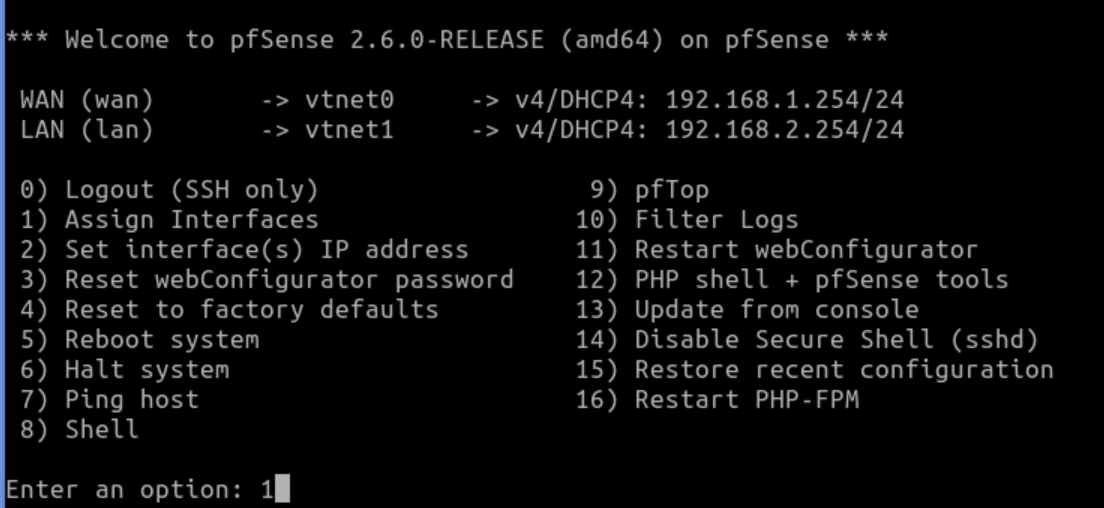 *** Welcome to pfSense 2.6.0-RELEASE (amd64) on pfSense ***
WAN (wan) -> vtnet0 -> v4/DHCP4: 192.168.1.254/24
LAN (lan) -> vtnet1 -> v4/DHCP4: 192.168.2.254/24
0) Logout (SSH only) 9) pfTop
1) Assign Interfaces 10) Filter Logs
2) Set interface(s) IP address 11) Restart webConfigurator
3) Reset webConfigurator password 12) PHP shell + pfSense tools
4) Reset to factory defaults 13) Update from console
5) Reboot system 14) Disable Secure Shell (sshd)
6) Halt system 15) Restore recent configuration
7) Ping host 16) Restart PHP-FPM
8) Shell
Enter an option: 1